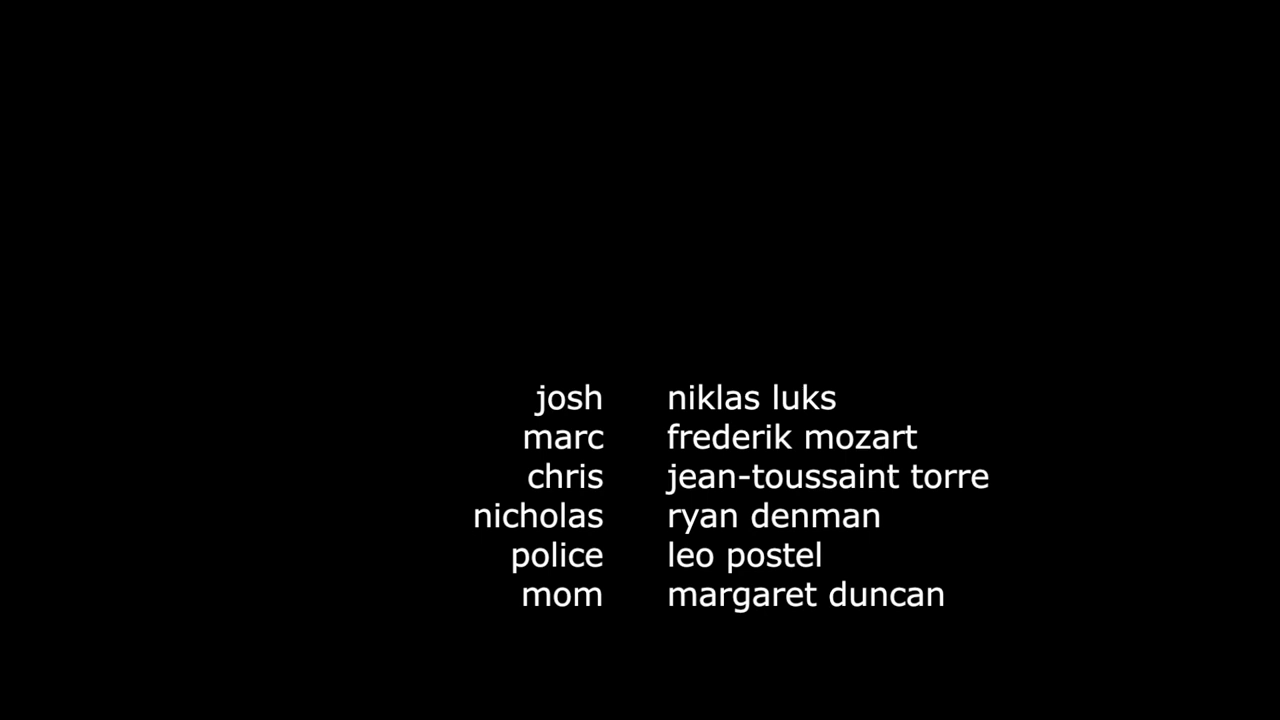 josh niklas luks
marc frederik mozart
chris jean-toussaint torre
nicholas ryan denman
police leo postel
mom margaret duncan